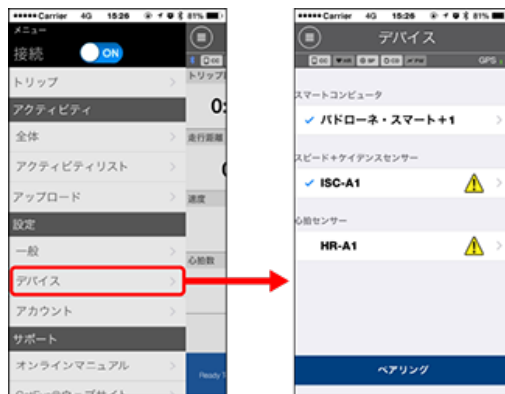 ●●●●●Carrier 4G 15:26 81%
メニュー
接続 ON
トリップ
アクティビティ
全体
アクティビティリスト
アップロード
設定
一般
デバイス
アカウント
サポート
オンラインマニュアル
トリップ
0:
走行距離
0
速度
心拍数
Ready T
●●●●●Carrier 4G 15:26 81%
デバイス
GPS
スマートコンピュータ
パドローネ・スマート+1
スピード+ケイデンスセンサー
ISC-A1
心拍センサー
HR-A1
ペアリング